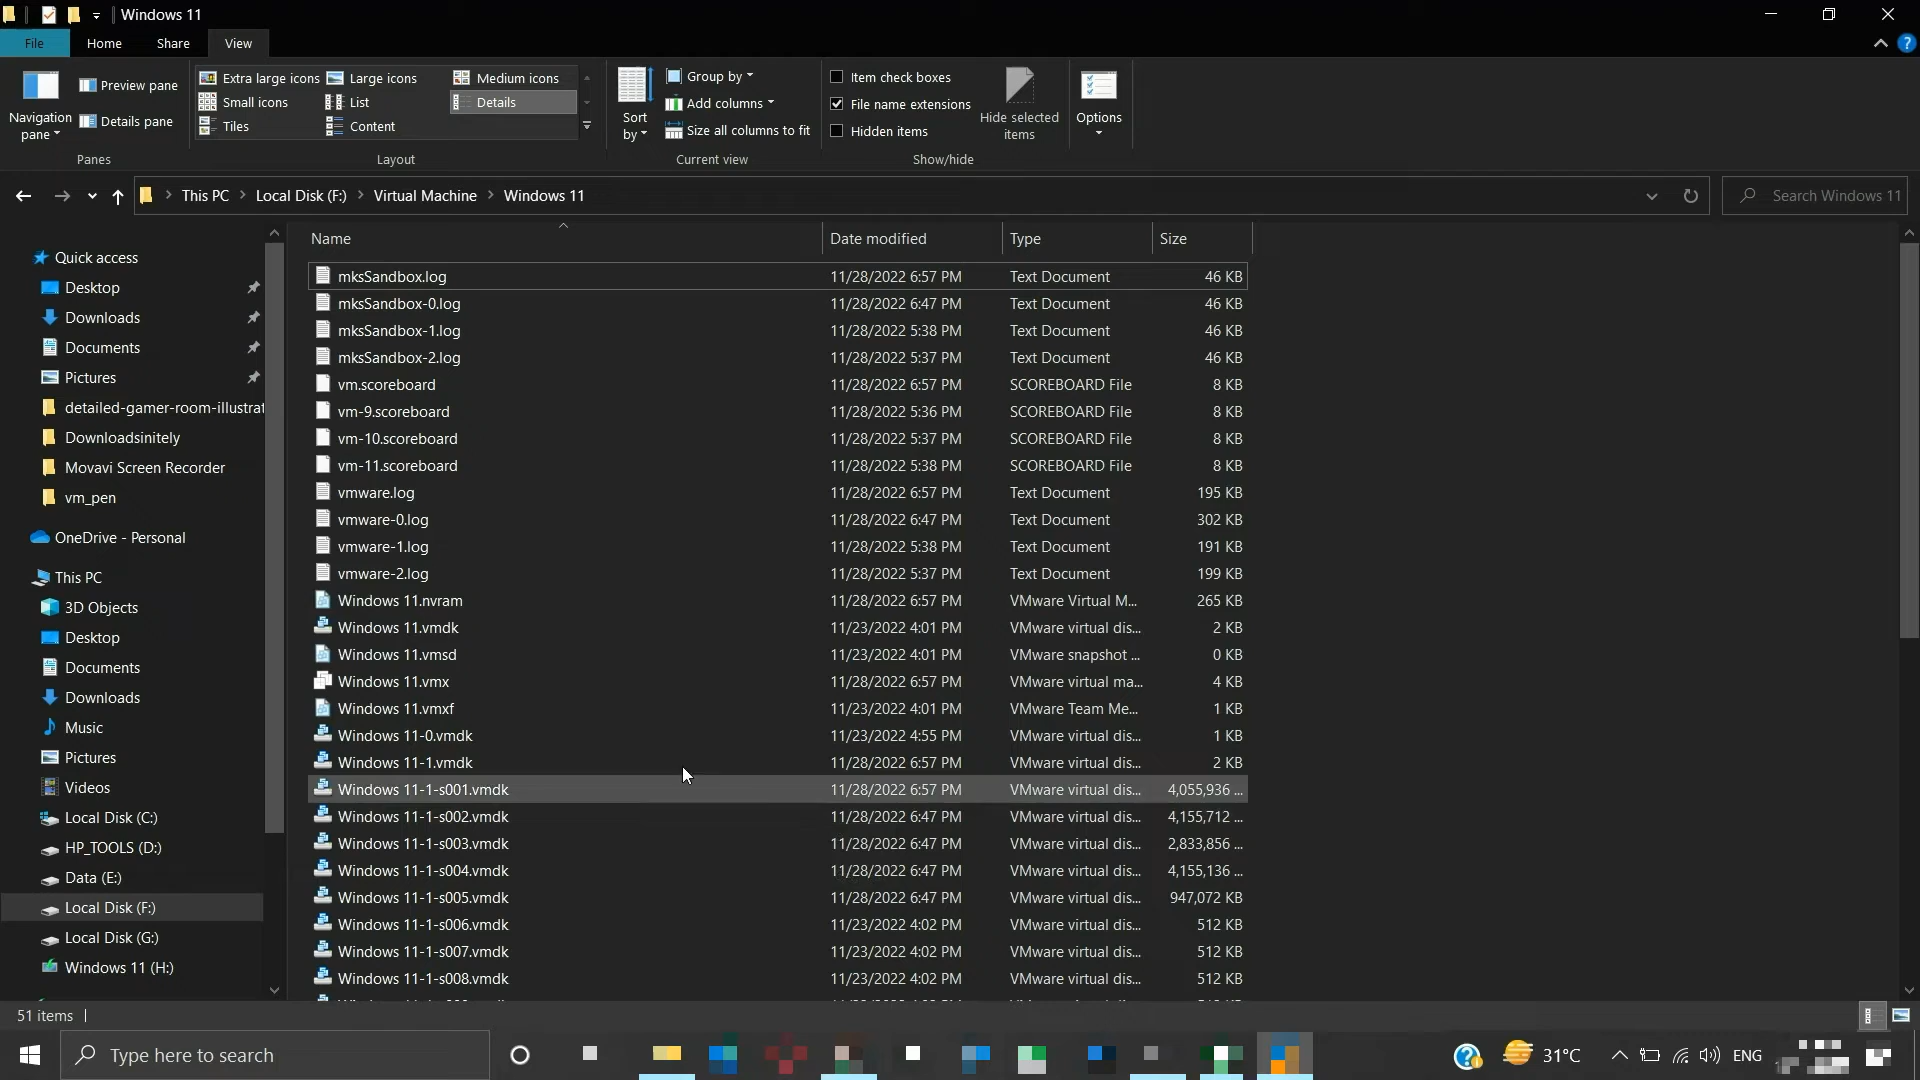 Windows 11
File Home Share View
Navigation pane
Preview pane
Details pane
Panes
Extra large icons Large icons Medium icons
Small icons List Details
Tiles Content
Layout
Sort by
Group by
Add columns
Size all columns to fit
Current view
Item check boxes
File name extensions
Hidden items
Hide selected items
Show/hide
Options
This PC Local Disk (F:) Virtual Machine Windows 11
Search Windows 11
Quick access
Desktop
Downloads
Documents
Pictures
detailed-gamer-room-illustrat
Downloadsinitely
Movavi Screen Recorder
vm_pen
OneDrive - Personal
This PC
3D Objects
Desktop
Documents
Downloads
Music
Pictures
Videos
Local Disk (C:)
HP_TOOLS (D:)
Data (E:)
Local Disk (F:)
Local Disk (G:)
Windows 11 (H:)
Name Date modified Type Size
mksSandbox.log 11/28/2022 6:57 PM Text Document 46 KB
mksSandbox-0.log 11/28/2022 6:47 PM Text Document 46 KB
mksSandbox-1.log 11/28/2022 5:38 PM Text Document 46 KB
mksSandbox-2.log 11/28/2022 5:37 PM Text Document 46 KB
vm.scoreboard 11/28/2022 6:57 PM SCOREBOARD File 8 KB
vm-9.scoreboard 11/28/2022 5:36 PM SCOREBOARD File 8 KB
vm-10.scoreboard 11/28/2022 5:37 PM SCOREBOARD File 8 KB
vm-11.scoreboard 11/28/2022 5:38 PM SCOREBOARD File 8 KB
vmware.log 11/28/2022 6:57 PM Text Document 195 KB
vmware-0.log 11/28/2022 6:47 PM Text Document 302 KB
vmware-1.log 11/28/2022 5:38 PM Text Document 191 KB
vmware-2.log 11/28/2022 5:37 PM Text Document 199 KB
Windows 11.nvram 11/28/2022 6:57 PM VMware Virtual M... 265 KB
Windows 11.vmdk 11/23/2022 4:01 PM VMware virtual dis... 2 KB
Windows 11.vmsd 11/23/2022 4:01 PM VMware snapshot ... 0 KB
Windows 11.vmx 11/28/2022 6:57 PM VMware virtual ma... 4 KB
Windows 11.vmxf 11/23/2022 4:01 PM VMware Team Me... 1 KB
Windows 11-0.vmdk 11/23/2022 4:55 PM VMware virtual dis... 1 KB
Windows 11-1.vmdk 11/28/2022 6:57 PM VMware virtual dis... 2 KB
Windows 11-1-s001.vmdk 11/28/2022 6:57 PM VMware virtual dis... 4,055,936 ...
Windows 11-1-s002.vmdk 11/28/2022 6:47 PM VMware virtual dis... 4,155,712 ...
Windows 11-1-s003.vmdk 11/28/2022 6:47 PM VMware virtual dis... 2,833,856 ...
Windows 11-1-s004.vmdk 11/28/2022 6:47 PM VMware virtual dis... 4,155,136 ...
Windows 11-1-s005.vmdk 11/28/2022 6:47 PM VMware virtual dis... 947,072 KB
Windows 11-1-s006.vmdk 11/23/2022 4:02 PM VMware virtual dis... 512 KB
Windows 11-1-s007.vmdk 11/23/2022 4:02 PM VMware virtual dis... 512 KB
Windows 11-1-s008.vmdk 11/23/2022 4:02 PM VMware virtual dis... 512 KB
51 items
Type here to search
31°C
ENG